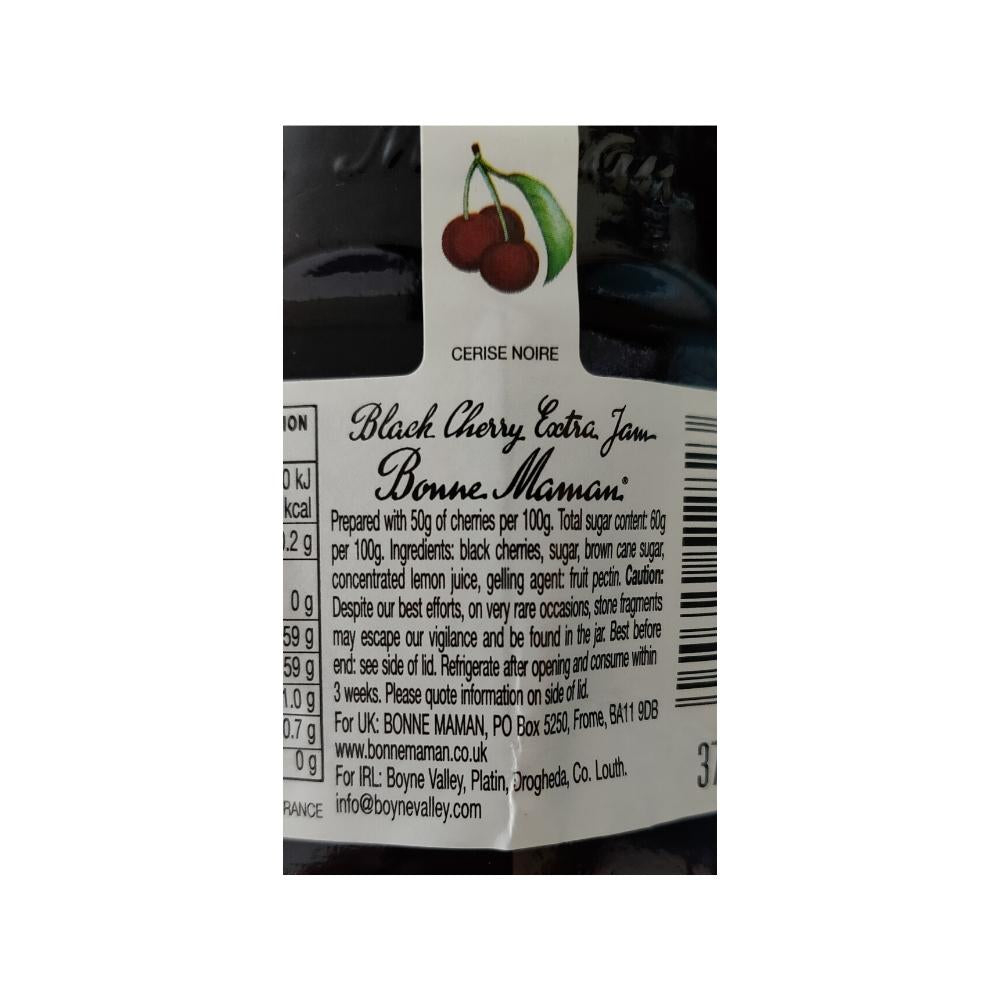 CERISE NOIRE
Black Cherry Extra Jam
Bonne Maman®
Prepared with 50g of cherries per 100g. Total sugar content: 60g
per 100g. Ingredients: black cherries, sugar, brown cane sugar,
concentrated lemon juice, gelling agent: fruit pectin. Caution:
Despite our best efforts, on very rare occasions, stone fragments
may escape our vigilance and be found in the jar. Best before
end: see side of lid. Refrigerate after opening and consume within
3 weeks. Please quote information on side of lid.
For UK: BONNE MAMAN, PO Box 5250, Frome, BA11 9DB
www.bonnemaman.co.uk
For IRL: Boyne Valley, Platin, Drogheda, Co. Louth.
info@boynevalley.com
ION
0 kJ
kcal
.2 g
0 g
59 g
59 g
1.0 g
0.7 g
0 g
RANCE
37